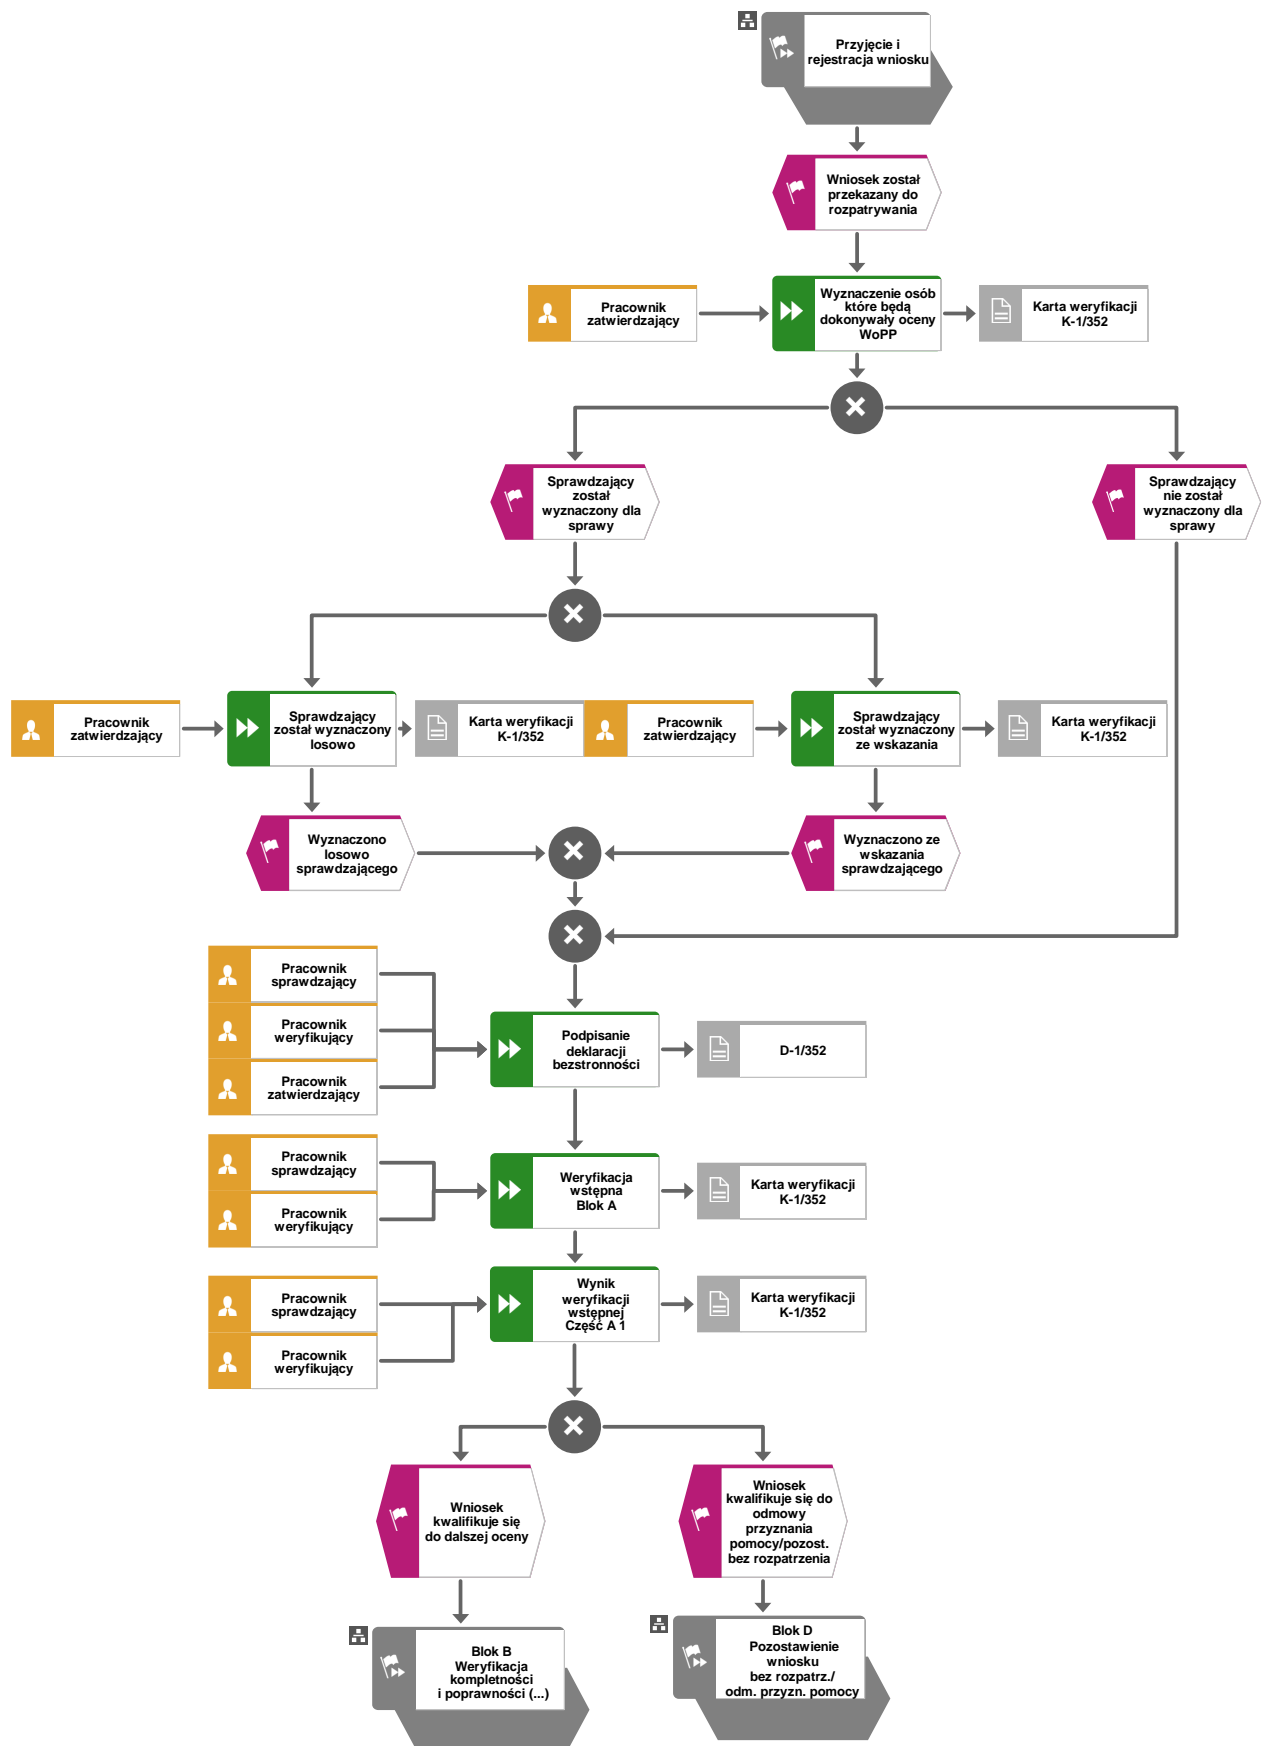 Przyjęcie i
rejestracja wniosku
Wniosek został
przekazany do
rozpatrywania
Pracownik
zatwierdzający
Wyznaczenie osób
które będą
dokonywały oceny
WoPP
Karta weryfikacji
K-1/352
Sprawdzający
został
wyznaczony dla
sprawy
Sprawdzający
nie został
wyznaczony dla
sprawy
Pracownik
zatwierdzający
Sprawdzający
został wyznaczony
losowo
Karta weryfikacji
K-1/352
Pracownik
zatwierdzający
Sprawdzający
został wyznaczony
ze wskazania
Karta weryfikacji
K-1/352
Wyznaczono
losowo
sprawdzającego
Wyznaczono ze
wskazania
sprawdzającego
Pracownik
sprawdzający
Pracownik
weryfikujący
Pracownik
zatwierdzający
Podpisanie
deklaracji
bezstronności
D-1/352
Pracownik
sprawdzający
Pracownik
weryfikujący
Weryfikacja
wstępna
Blok A
Karta weryfikacji
K-1/352
Pracownik
sprawdzający
Pracownik
weryfikujący
Wynik
weryfikacji
wstępnej
Część A 1
Karta weryfikacji
K-1/352
Wniosek
kwalifikuje się
do dalszej oceny
Wniosek
kwalifikuje się do
odmowy
przyznania
pomocy/pozost.
bez rozpatrzenia
Blok B
Weryfikacja
kompletności
i poprawności (...)
Blok D
Pozostawienie
wniosku
bez rozpatrz./
odm. przyzn. pomocy